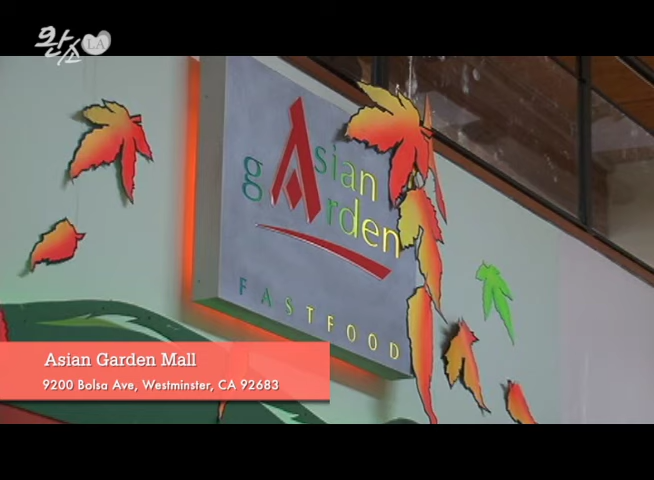 완소 LA
Asian
gArden
FASTFOOD
Asian Garden Mall
9200 Bolsa Ave, Westminster, CA 92683